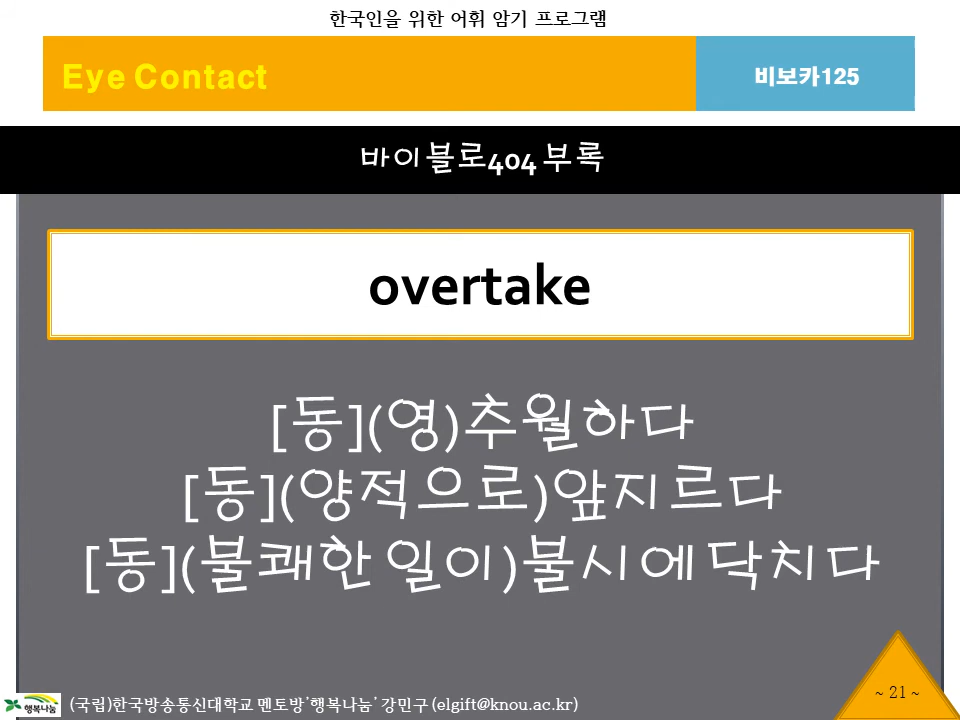 한국인을 위한 어휘 암기 프로그램
Eye Contact
비보카125
바이블로404 부록
overtake
[동](영)추월하다
[동](양적으로)앞지르다
[동](불쾌한 일이)불시에 닥치다
~ 21 ~
행복나눔
(국립)한국방송통신대학교 멘토방'행복나눔' 강민구 (elgift@knou.ac.kr)